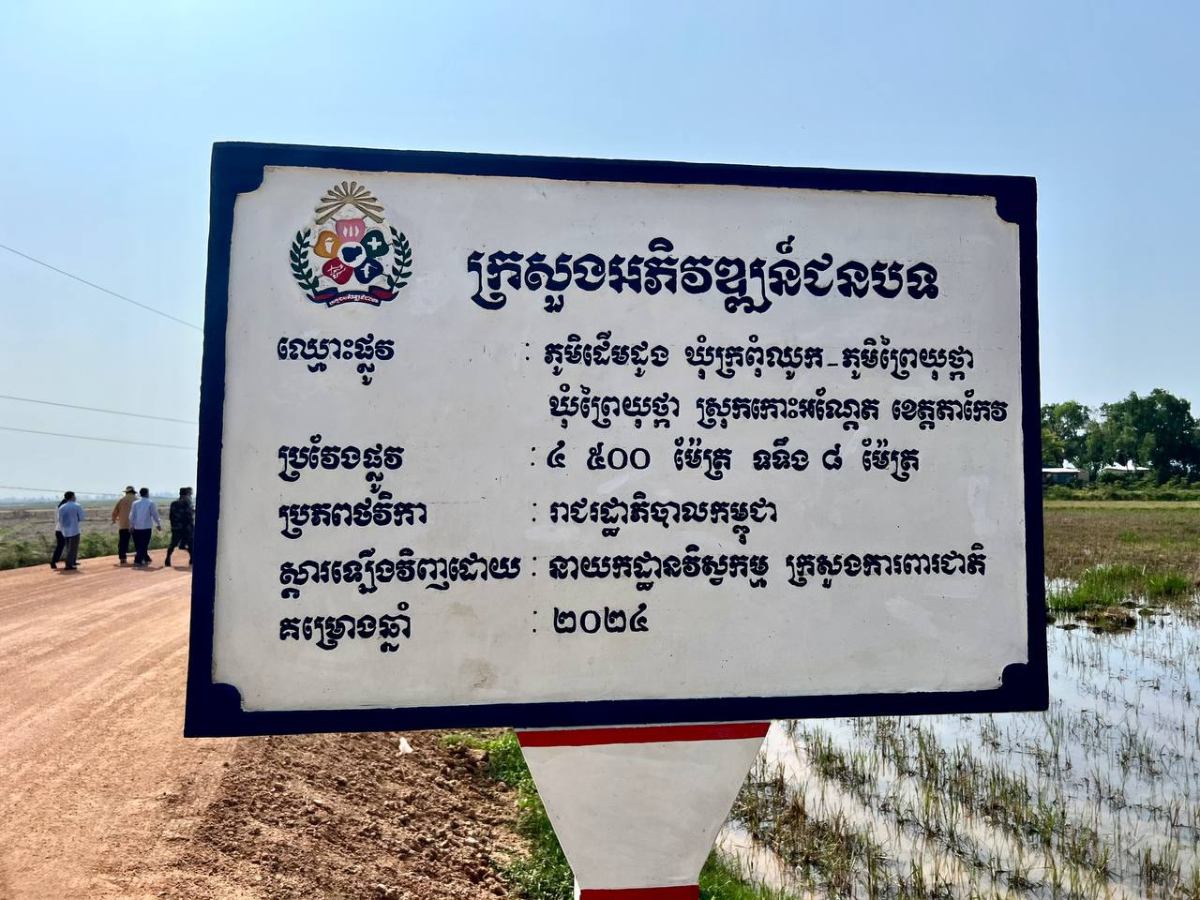 ក្រសួងអភិវឌ្ឍន៍ជនបទ
ឈ្មោះផ្លូវ : ភូមិដើមដូង ឃុំក្រពុំឈូក-ភូមិព្រៃយុថ្កា
ឃុំព្រៃយុថ្កា ស្រុកកោះអណ្ដែត ខេត្តតាកែវ
ប្រវែងផ្លូវ : ៤ ៥០០ ម៉ែត្រ ទទឹង ៨ ម៉ែត្រ
ប្រភពថវិកា : រាជរដ្ឋាភិបាលកម្ពុជា
ស្ដារឡើងវិញដោយ : នាយកដ្ឋានវិស្វកម្ម ក្រសួងការពារជាតិ
គម្រោងឆ្នាំ : ២០២៤